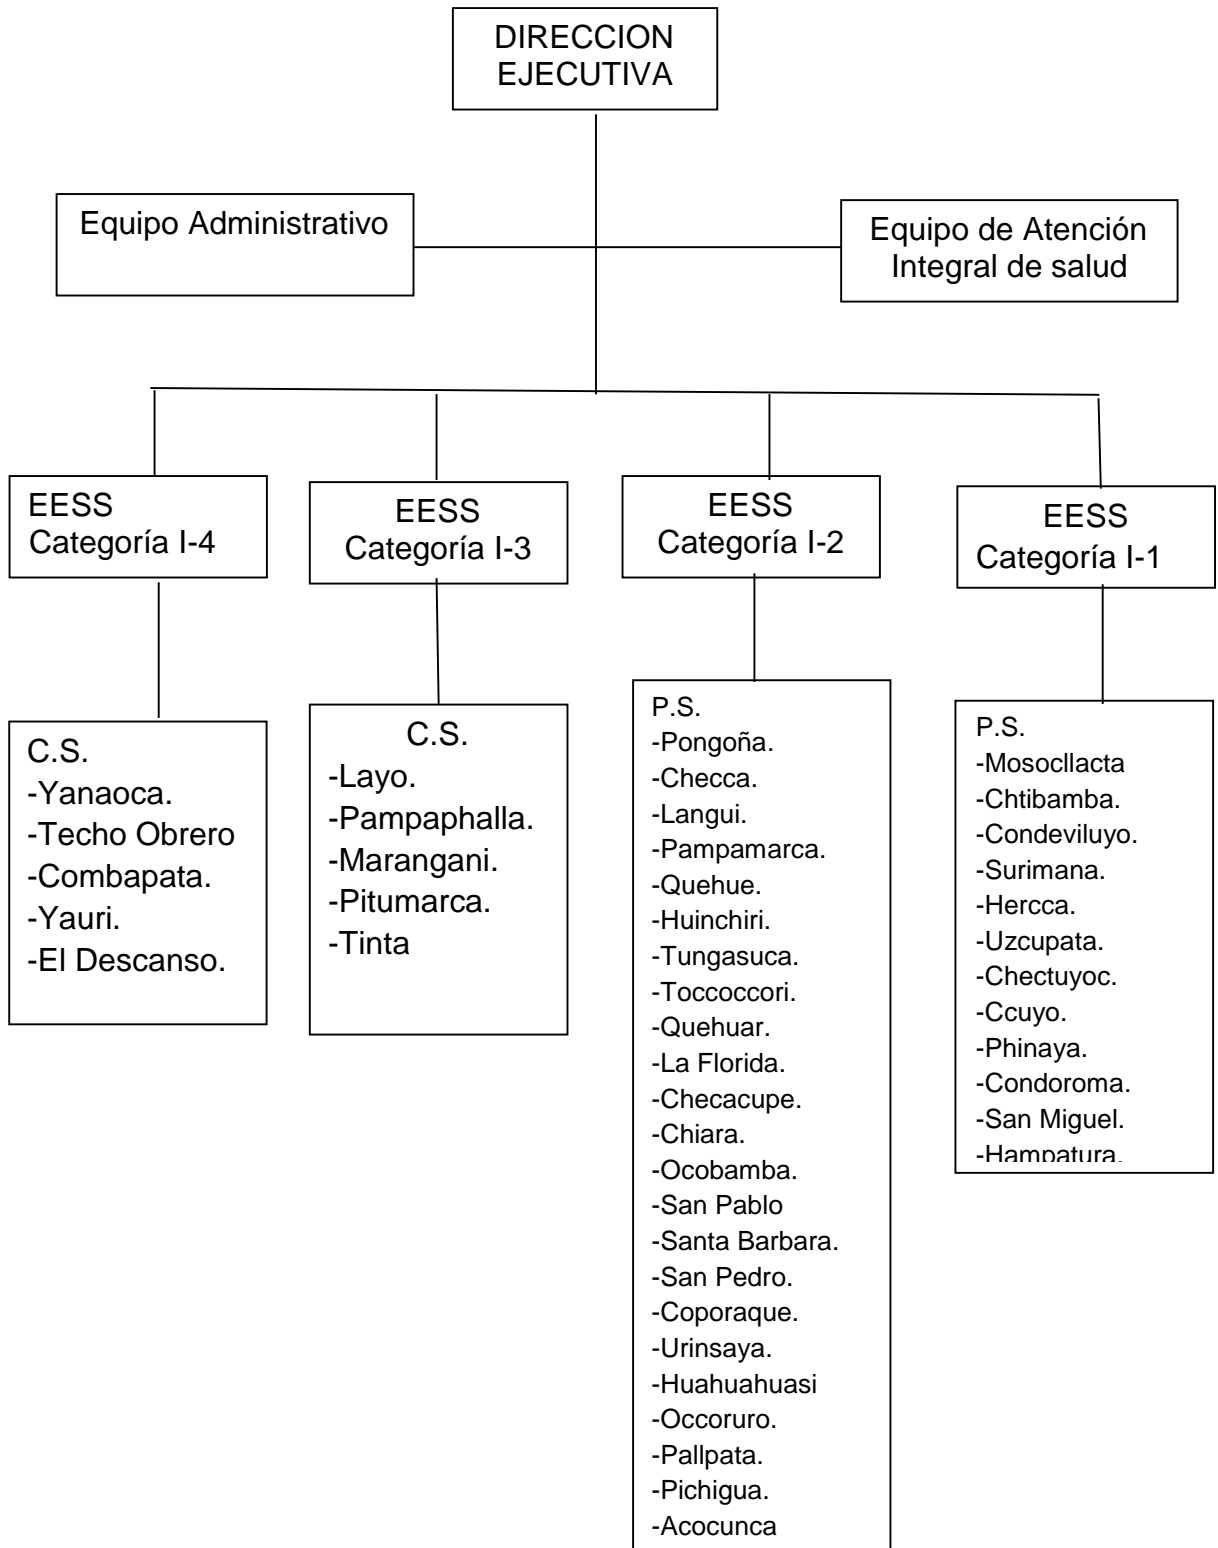 DIRECCION
EJECUTIVA
Equipo Administrativo
Equipo de Atención
Integral de salud
EESS
Categoría I-4
EESS
Categoría I-3
EESS
Categoría I-2
EESS
Categoría I-1
C.S.
-Yanaoca.
-Techo Obrero
-Combapata.
-Yauri.
-El Descanso.
C.S.
-Layo.
-Pampaphalla.
-Marangani.
-Pitumarca.
-Tinta
P.S.
-Pongoña.
-Checca.
-Langui.
-Pampamarca.
-Quehue.
-Huinchiri.
-Tungasuca.
-Toccoccori.
-Quehuar.
-La Florida.
-Checacupe.
-Chiara.
-Ocobamba.
-San Pablo
-Santa Barbara.
-San Pedro.
-Coporaque.
-Urinsaya.
-Huahuahuasi
-Occoruro.
-Pallpata.
-Pichigua.
-Acocunca
P.S.
-Mosocllacta
-Chtibamba.
-Condeviluyo.
-Surimana.
-Hercca.
-Uzcupata.
-Chectuyoc.
-Ccuyo.
-Phinaya.
-Condoroma.
-San Miguel.
-Hampatura.